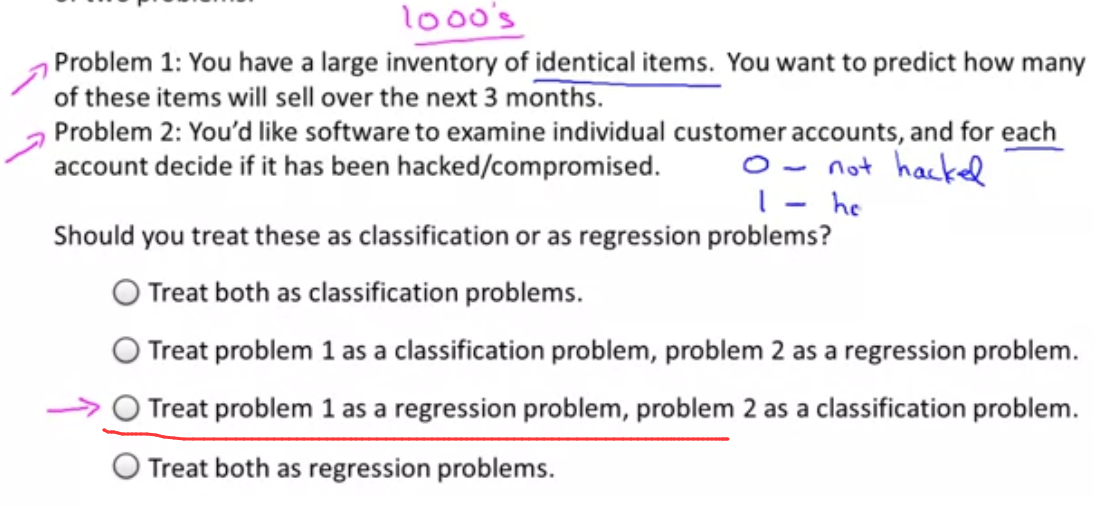 1000's
Problem 1: You have a large inventory of identical items. You want to predict how many
of these items will sell over the next 3 months.
Problem 2: You'd like software to examine individual customer accounts, and for each
account decide if it has been hacked/compromised.
0 - not hacked
1 - ha
Should you treat these as classification or as regression problems?
Treat both as classification problems.
Treat problem 1 as a classification problem, problem 2 as a regression problem.
Treat problem 1 as a regression problem, problem 2 as a classification problem.
Treat both as regression problems.